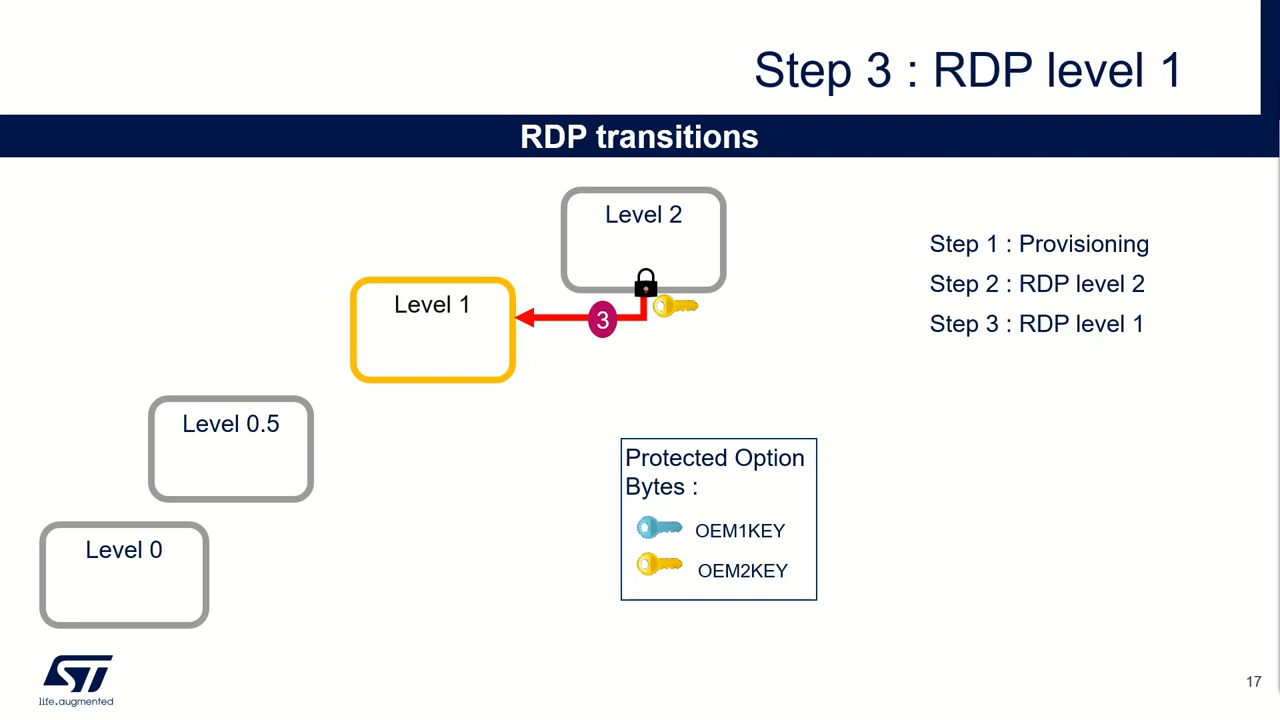 Step 3 : RDP level 1
RDP transitions
Level 2
Step 1 : Provisioning
Step 2 : RDP level 2
Step 3 : RDP level 1
Level 1
3
Level 0.5
Protected Option
Bytes :
OEM1KEY
OEM2KEY
Level 0
ST
life.augmented
17